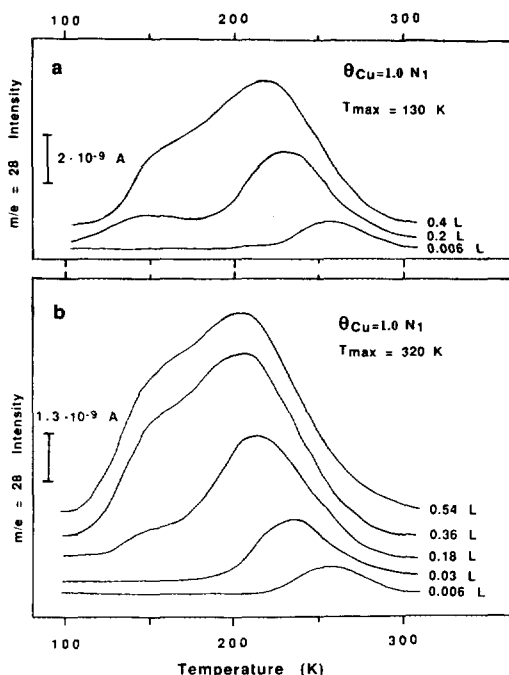 100 200 300
a
θCu=1.0 N1
Tmax = 130 K
m/e = 28 Intensity
2 · 10-9 A
0.4 L
0.2 L
0.006 L
b
θCu=1.0 N1
Tmax = 320 K
m/e = 28 Intensity
1.3·10-9 A
0.54 L
0.36 L
0.18 L
0.03 L
0.006 L
100 200 300
Temperature (K)